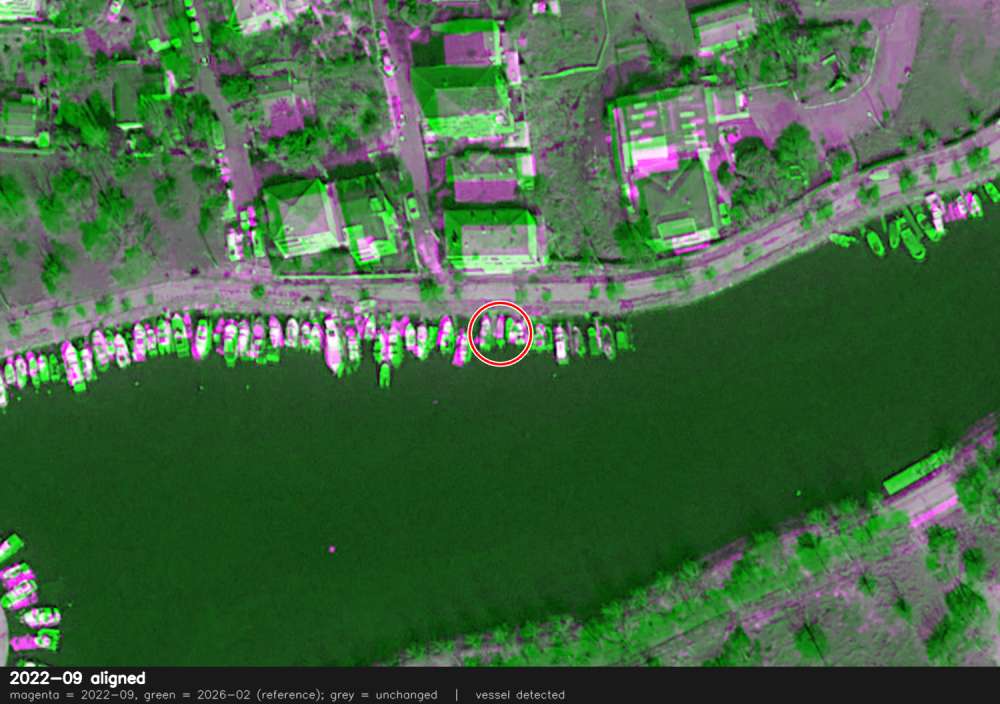 2022-09 aligned
magenta = 2022-09, green = 2026-02 (reference); grey = unchanged | vessel detected